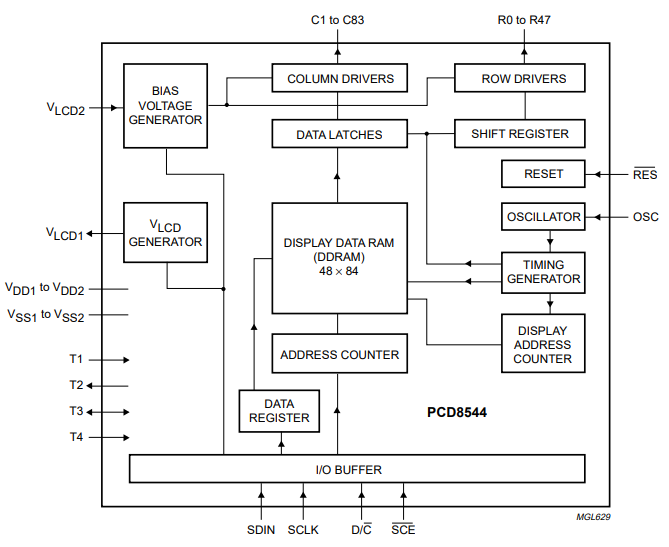 C1 to C83
R0 to R47
BIAS
VOLTAGE
GENERATOR
COLUMN DRIVERS
ROW DRIVERS
VLCD2
DATA LATCHES
SHIFT REGISTER
RESET
RES
VLCD1
VLCD
GENERATOR
DISPLAY DATA RAM
(DDRAM)
48 × 84
OSCILLATOR
OSC
TIMING
GENERATOR
VDD1 to VDD2
VSS1 to VSS2
DISPLAY
ADDRESS
COUNTER
ADDRESS COUNTER
T1
T2
T3
T4
DATA
REGISTER
PCD8544
I/O BUFFER
SDIN
SCLK
D/C
SCE
MGL629